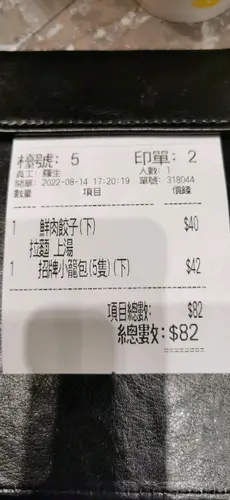 檯號: 5 印單: 2
員工: 羅生 人數: 1
開單: 2022-08-14 17:20:19 單號: 318044
數量 項目 價錢
1 鮮肉餃子(下) $40
拉麵 上湯
1 招牌小籠包(5隻)(下) $42
項目總數: $82
總數: $82